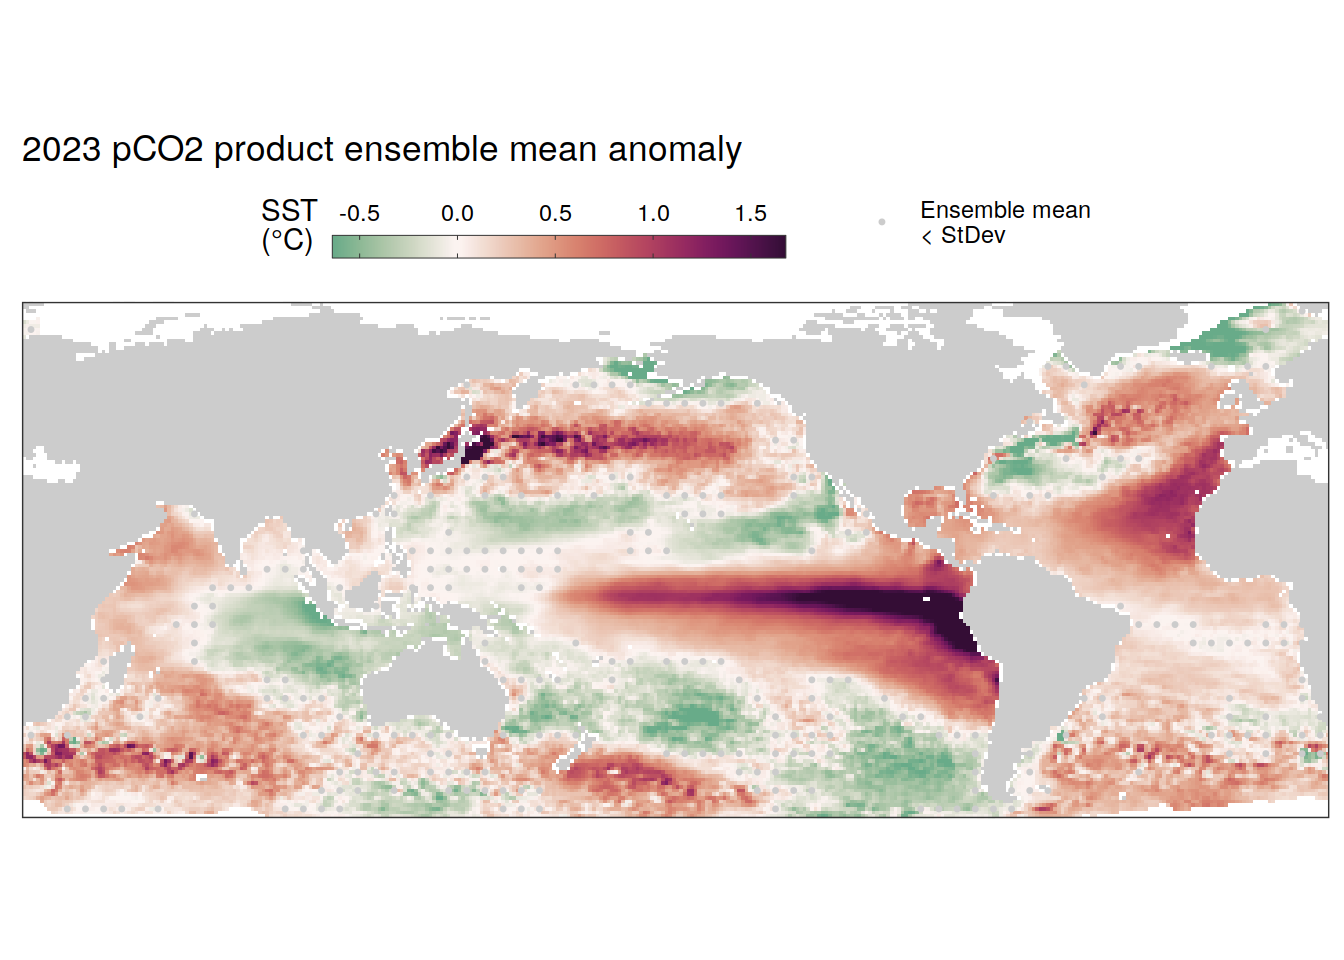 2023 pCO2 product ensemble mean anomaly
SST
(°C)
-0.5 0.0 0.5 1.0 1.5
Ensemble mean
< StDev